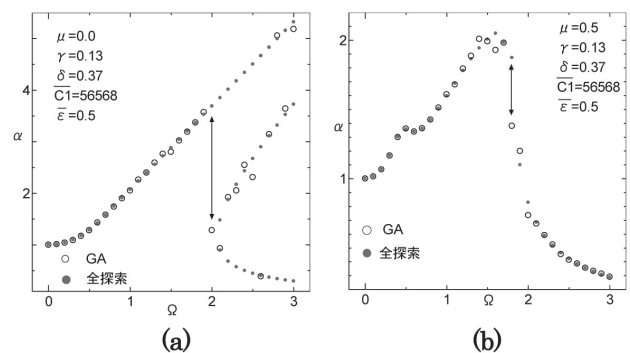 μ=0.0
γ=0.13
δ=0.37
C1=56568
ε=0.5
4
2
α
GA
全探索
0
1
2
3
Ω
(a)
μ=0.5
γ=0.13
δ=0.37
C1=56568
ε=0.5
2
1
α
GA
全探索
0
1
2
3
Ω
(b)